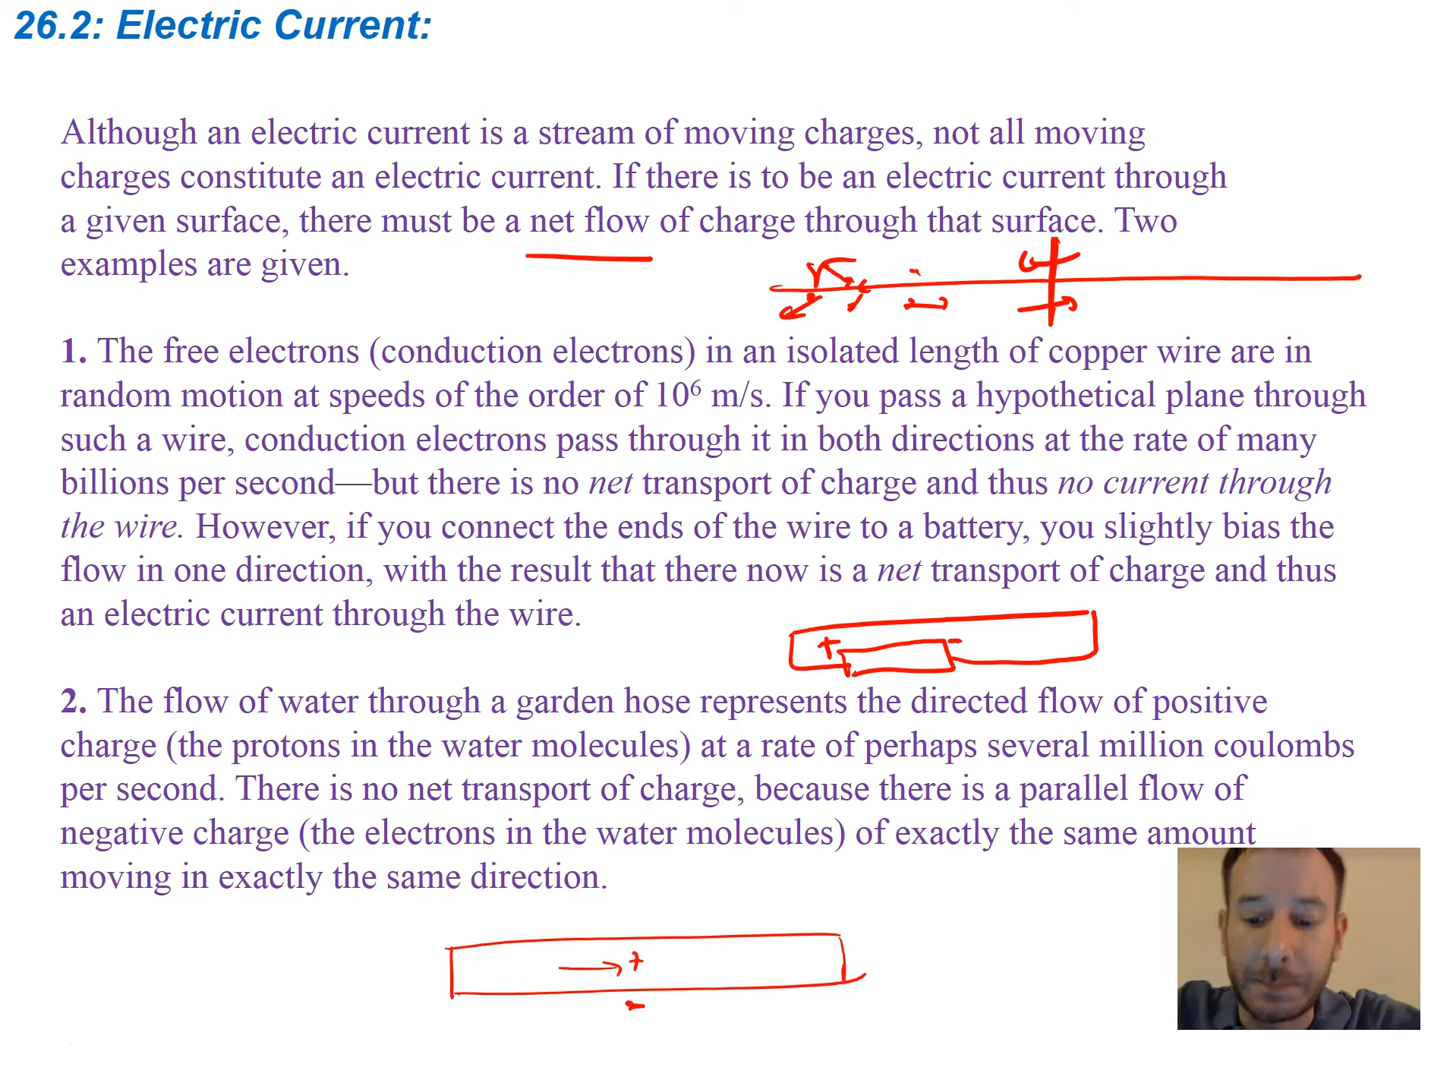 26.2: Electric Current:
Although an electric current is a stream of moving charges, not all moving
charges constitute an electric current. If there is to be an electric current through
a given surface, there must be a net flow of charge through that surface. Two
examples are given.
1. The free electrons (conduction electrons) in an isolated length of copper wire are in
random motion at speeds of the order of 10⁶ m/s. If you pass a hypothetical plane through
such a wire, conduction electrons pass through it in both directions at the rate of many
billions per second—but there is no net transport of charge and thus no current through
the wire. However, if you connect the ends of the wire to a battery, you slightly bias the
flow in one direction, with the result that there now is a net transport of charge and thus
an electric current through the wire.
+ -
2. The flow of water through a garden hose represents the directed flow of positive
charge (the protons in the water molecules) at a rate of perhaps several million coulombs
per second. There is no net transport of charge, because there is a parallel flow of
negative charge (the electrons in the water molecules) of exactly the same amount
moving in exactly the same direction.
+
-